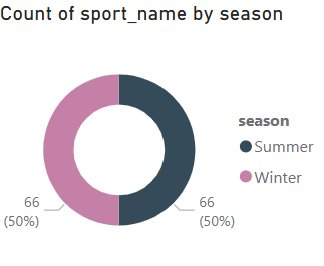 Count of sport_name by season
season
Summer
Winter
66
(50%)
66
(50%)